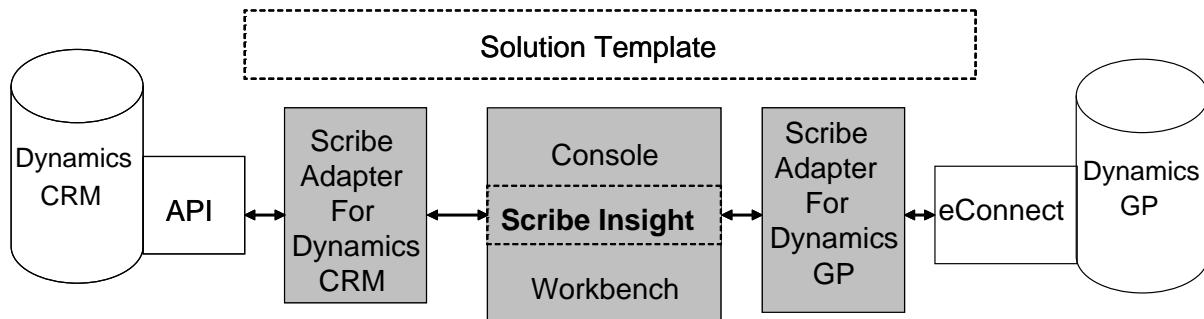 Solution Template
Dynamics
CRM
API
Scribe
Adapter
For
Dynamics
CRM
Console
Scribe Insight
Workbench
Scribe
Adapter
For
Dynamics
GP
eConnect
Dynamics
GP